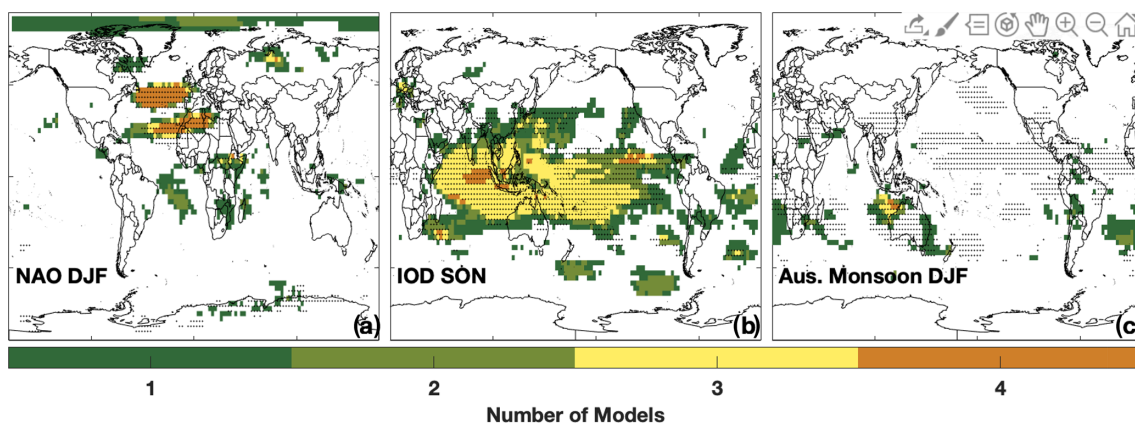 NAO DJF
(a)
IOD SON
(b)
Aus. Monsoon DJF
(c)
1 2 3 4
Number of Models